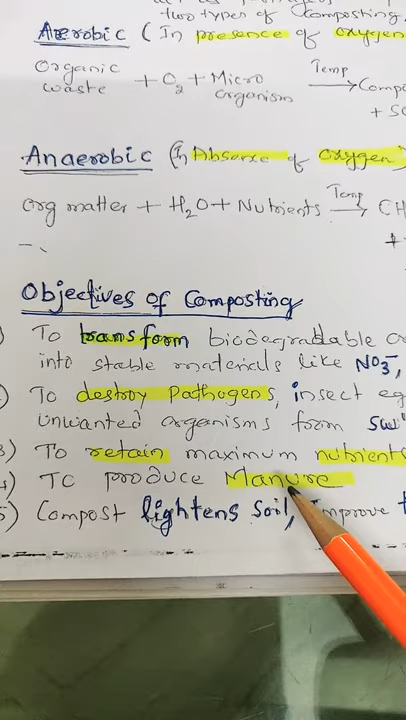 two types of Composting.
Aerobic (In presence of oxygen
Organic waste + O2 + Micro organism Temp → Compo
+ So
Anaerobic (In Absense of oxygen)
Org matter + H2O + Nutrients Temp → CH
+
Objectives of Composting
To transform biodegradable o
into stable materials like NO3-,
To destroy pathogens, insect eg
unwanted organisms from
3) To retain maximum nutrients
4) To produce Manure
5) Compost lightens Soil, Improve t